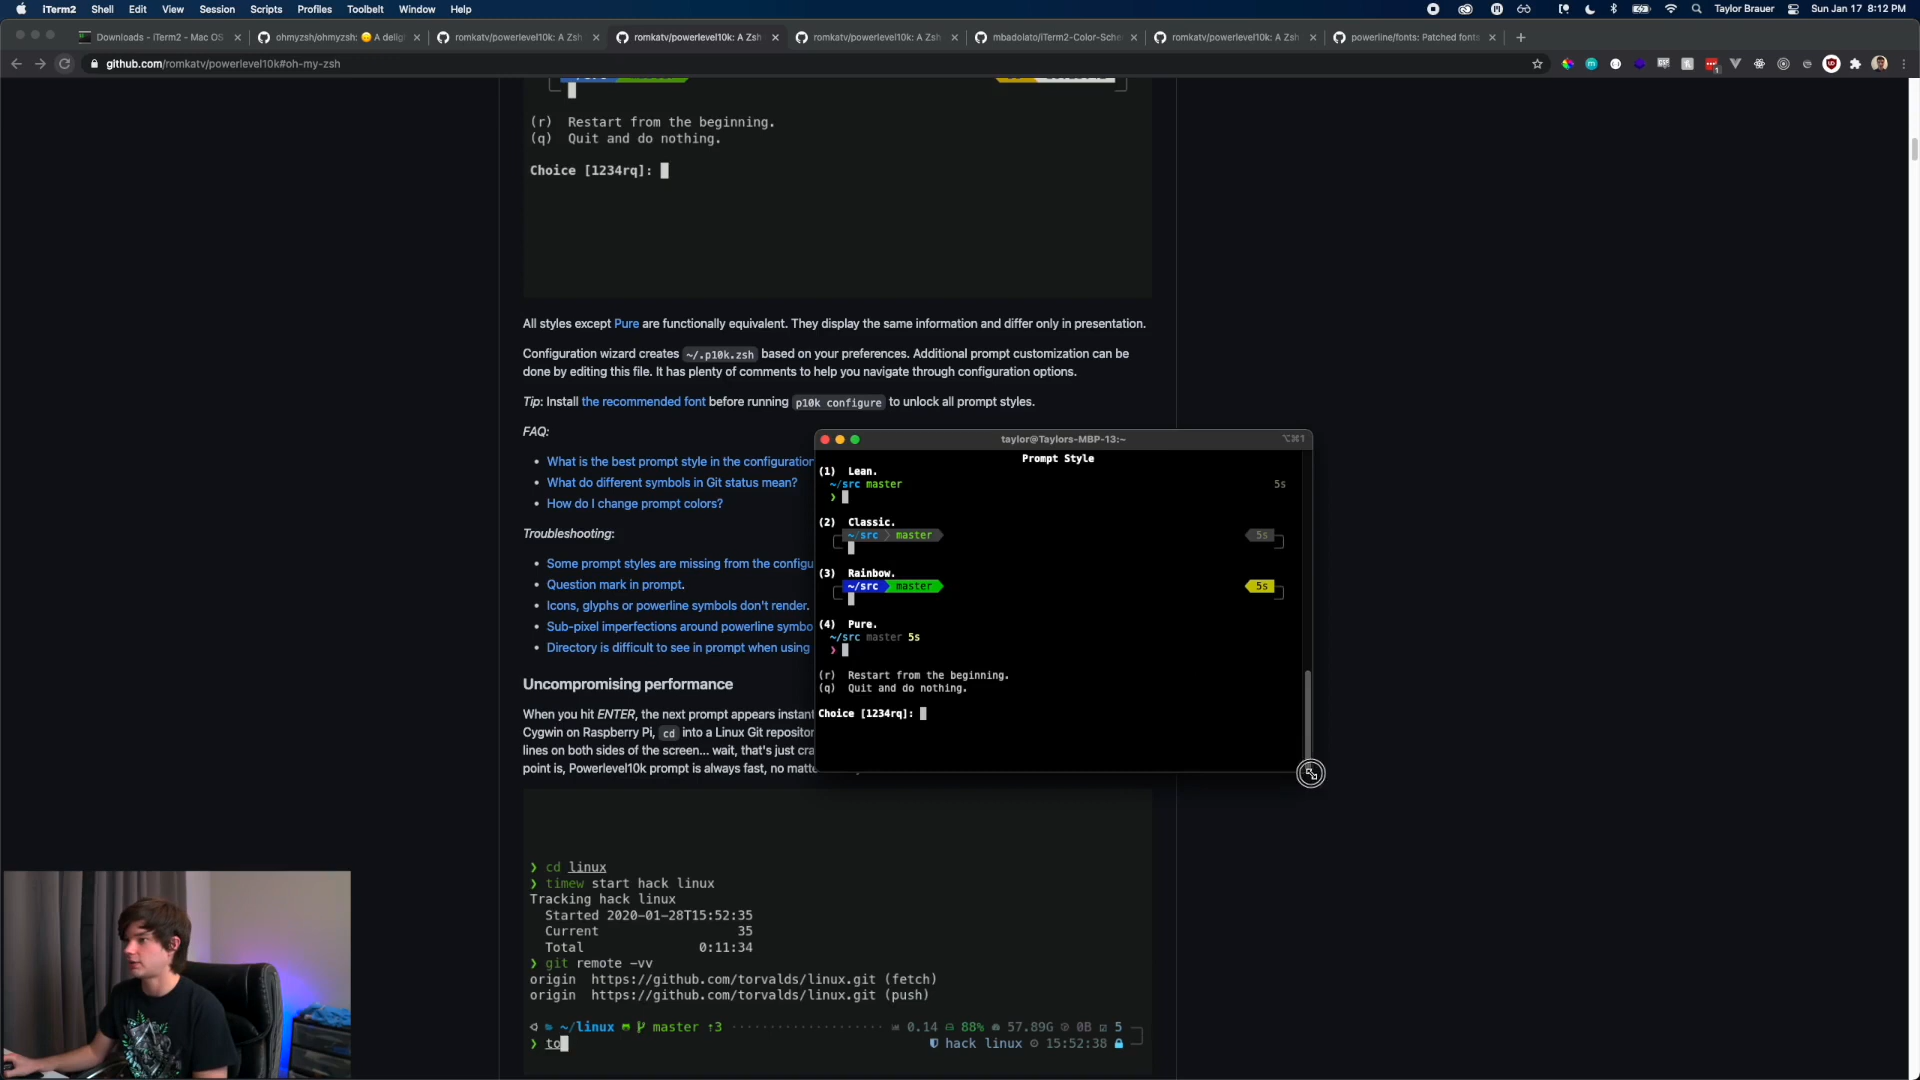 iTerm2 Shell Edit View Session Scripts Profiles Toolbelt Window Help
Taylor Brauer Sun Jan 17 8:12 PM
Downloads - iTerm2 - Mac OS
ohmyzsh/ohmyzsh: 😀 A delig
romkatv/powerlevel10k: A Zsh
romkatv/powerlevel10k: A Zsh
romkatv/powerlevel10k: A Zsh
mbadolato/iTerm2-Color-Sche
romkatv/powerlevel10k: A Zsh
powerline/fonts: Patched fonts
github.com/romkatv/powerlevel10k#oh-my-zsh
(r) Restart from the beginning.
(q) Quit and do nothing.
Choice [1234rq]:
All styles except Pure are functionally equivalent. They display the same information and differ only in presentation.
Configuration wizard creates ~/.p10k.zsh based on your preferences. Additional prompt customization can be
done by editing this file. It has plenty of comments to help you navigate through configuration options.
Tip: Install the recommended font before running p10k configure to unlock all prompt styles.
FAQ:
• What is the best prompt style in the configuration
• What do different symbols in Git status mean?
• How do I change prompt colors?
Troubleshooting:
• Some prompt styles are missing from the configu
• Question mark in prompt.
• Icons, glyphs or powerline symbols don't render.
• Sub-pixel imperfections around powerline symbo
• Directory is difficult to see in prompt when using
Uncompromising performance
When you hit ENTER, the next prompt appears instant
Cygwin on Raspberry Pi, cd into a Linux Git repositor
lines on both sides of the screen... wait, that's just cra
point is, Powerlevel10k prompt is always fast, no matte
taylor@Taylors-MBP-13:~
⌥⌘1
Prompt Style
(1) Lean.
~/src master 5s
❯
(2) Classic.
~/src master 5s
(3) Rainbow.
~/src master 5s
(4) Pure.
~/src master 5s
❯
(r) Restart from the beginning.
(q) Quit and do nothing.
Choice [1234rq]:
❯ cd linux
❯ timew start hack linux
Tracking hack linux
Started 2020-01-28T15:52:35
Current 35
Total 0:11:34
❯ git remote -vv
origin https://github.com/torvalds/linux.git (fetch)
origin https://github.com/torvalds/linux.git (push)
~/linux master ↑3 0.14 88% 57.89G 0B 5
❯ to hack linux 15:52:38